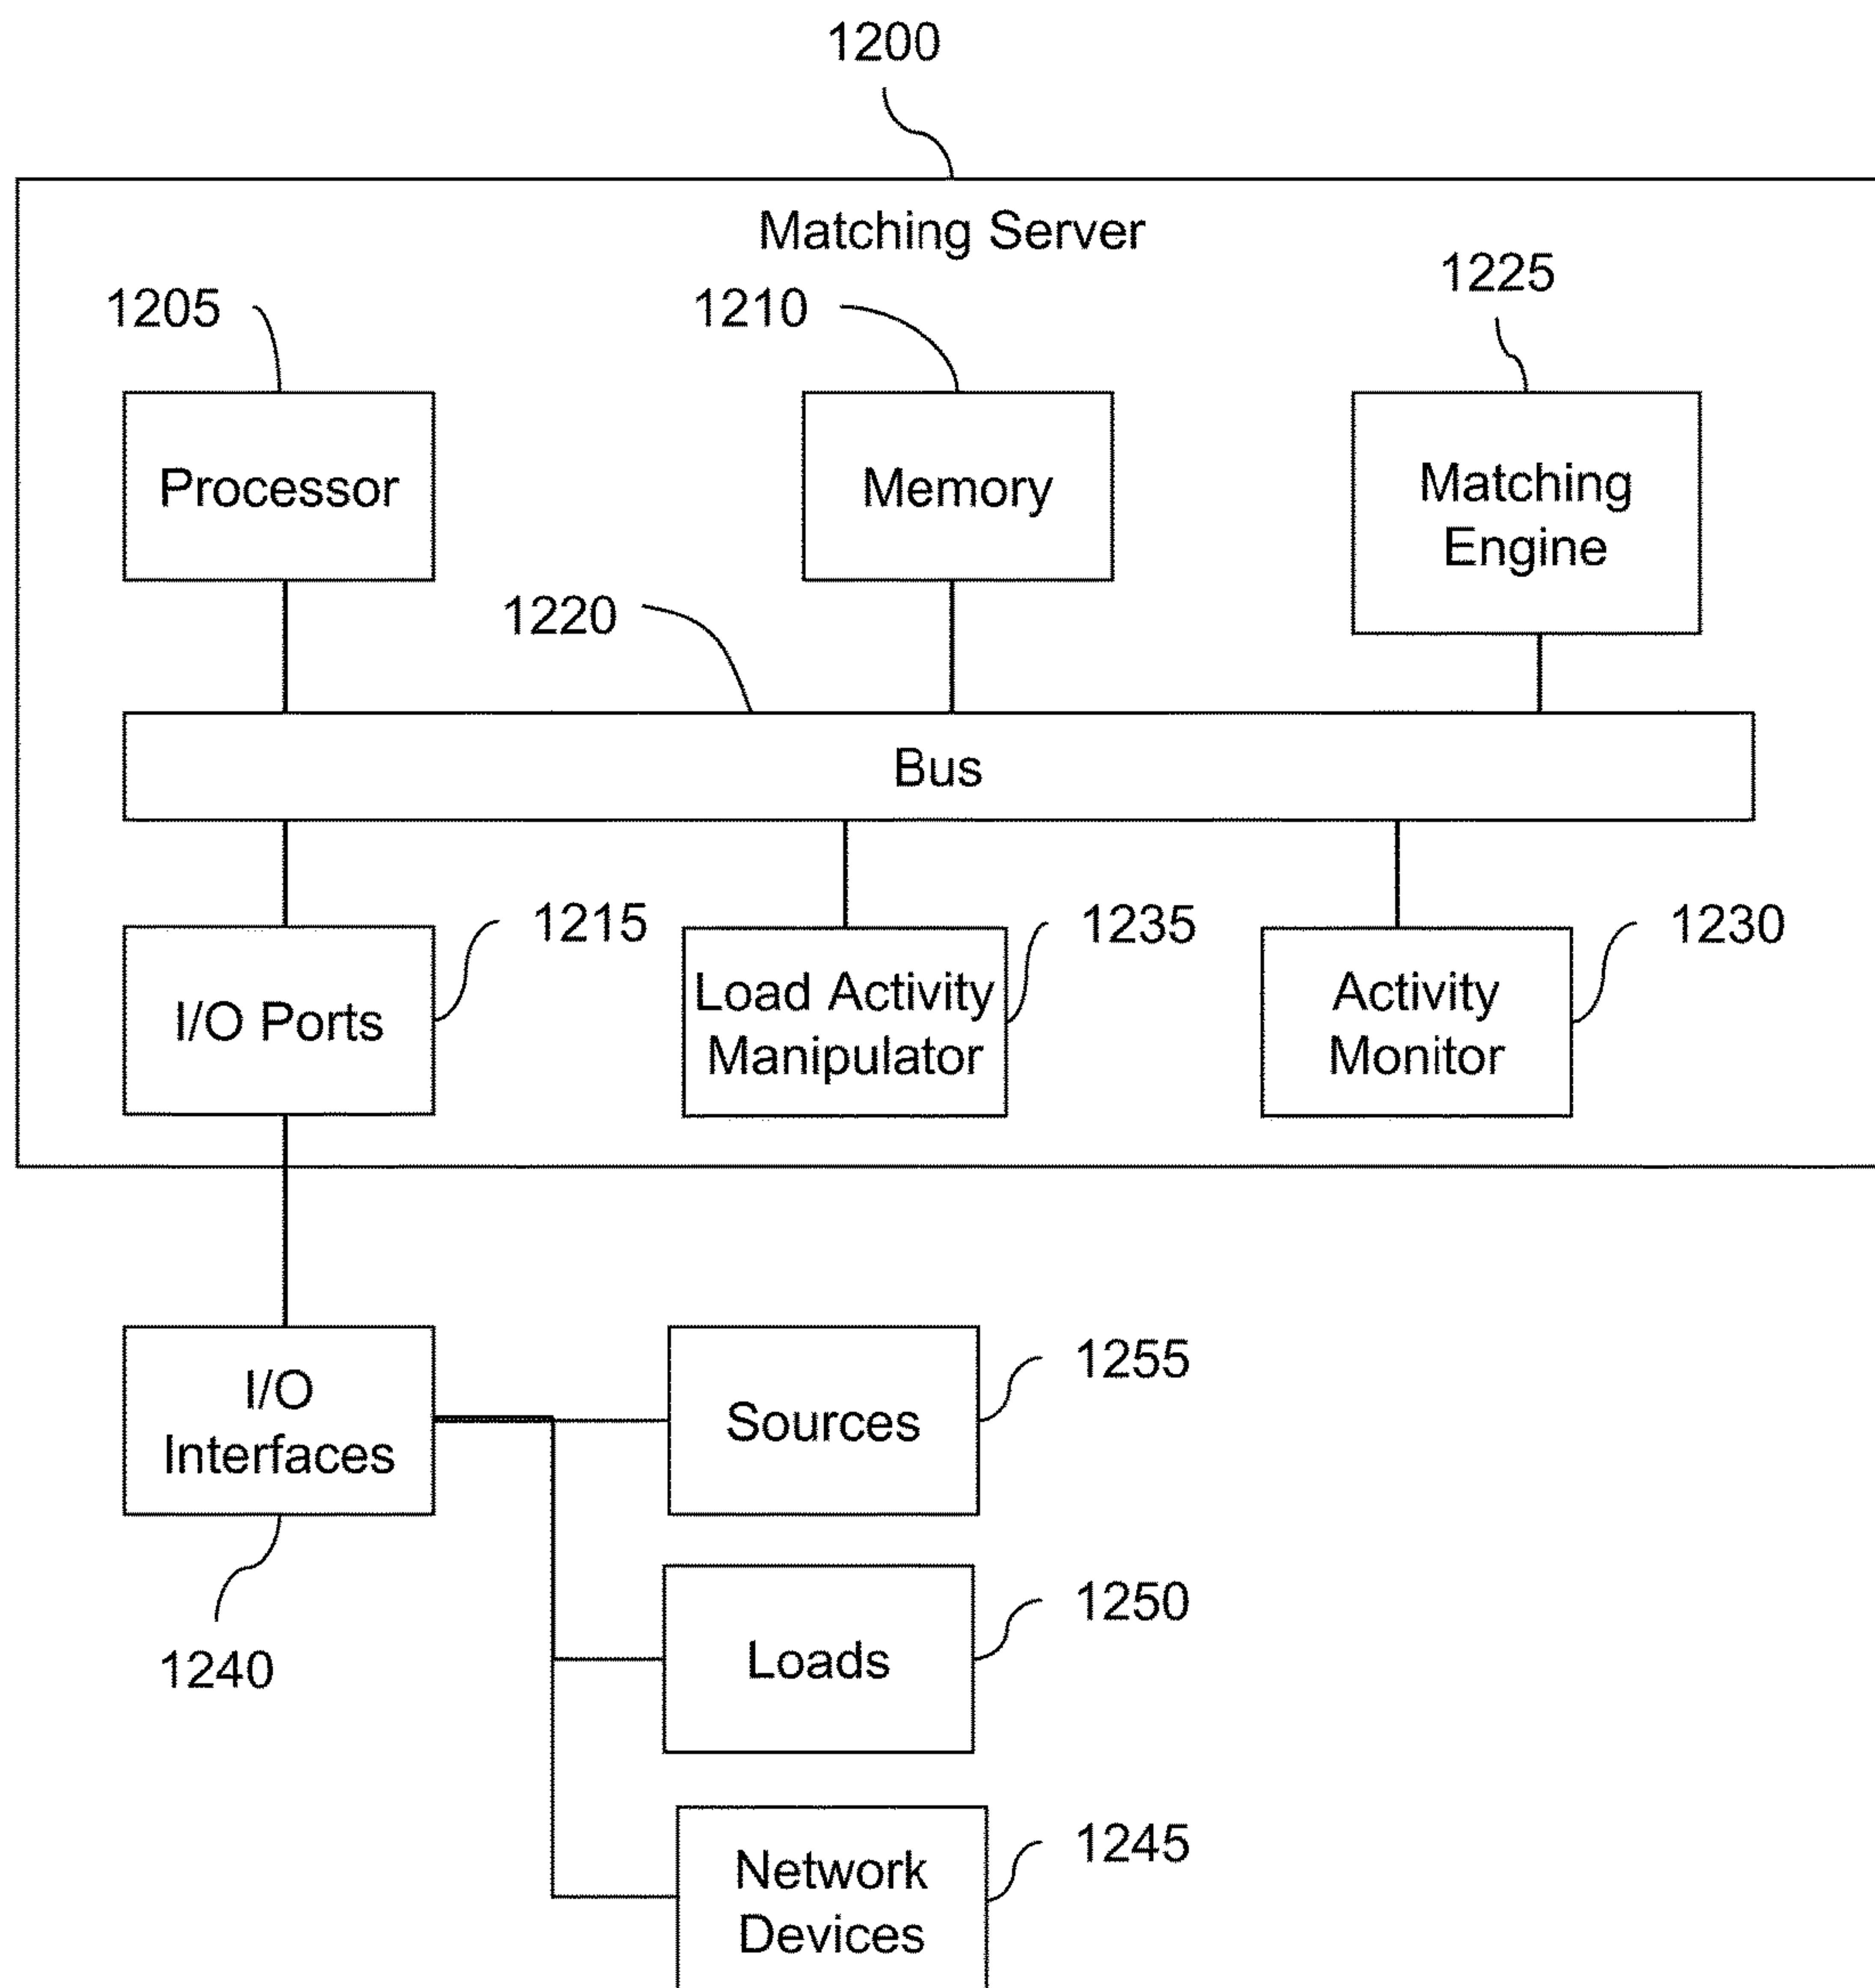 1200
Matching Server
1205
1210
1225
Processor
Memory
Matching
Engine
1220
Bus
1215
1235
1230
I/O Ports
Load Activity
Manipulator
Activity
Monitor
I/O
Interfaces
1240
Sources
1255
Loads
1250
Network
Devices
1245